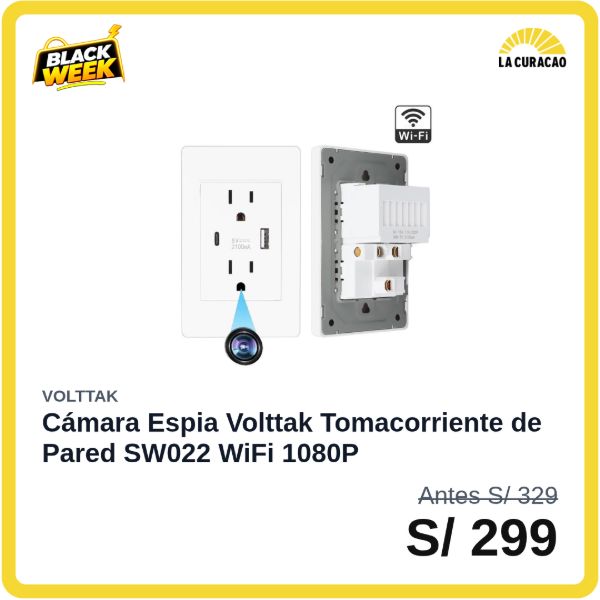 BLACK
WEEK
LA CURACAO
Wi-Fi
2100mA
VOLTTAK
Cámara Espia Volttak Tomacorriente de
Pared SW022 WiFi 1080P
Antes S/ 329
S/ 299